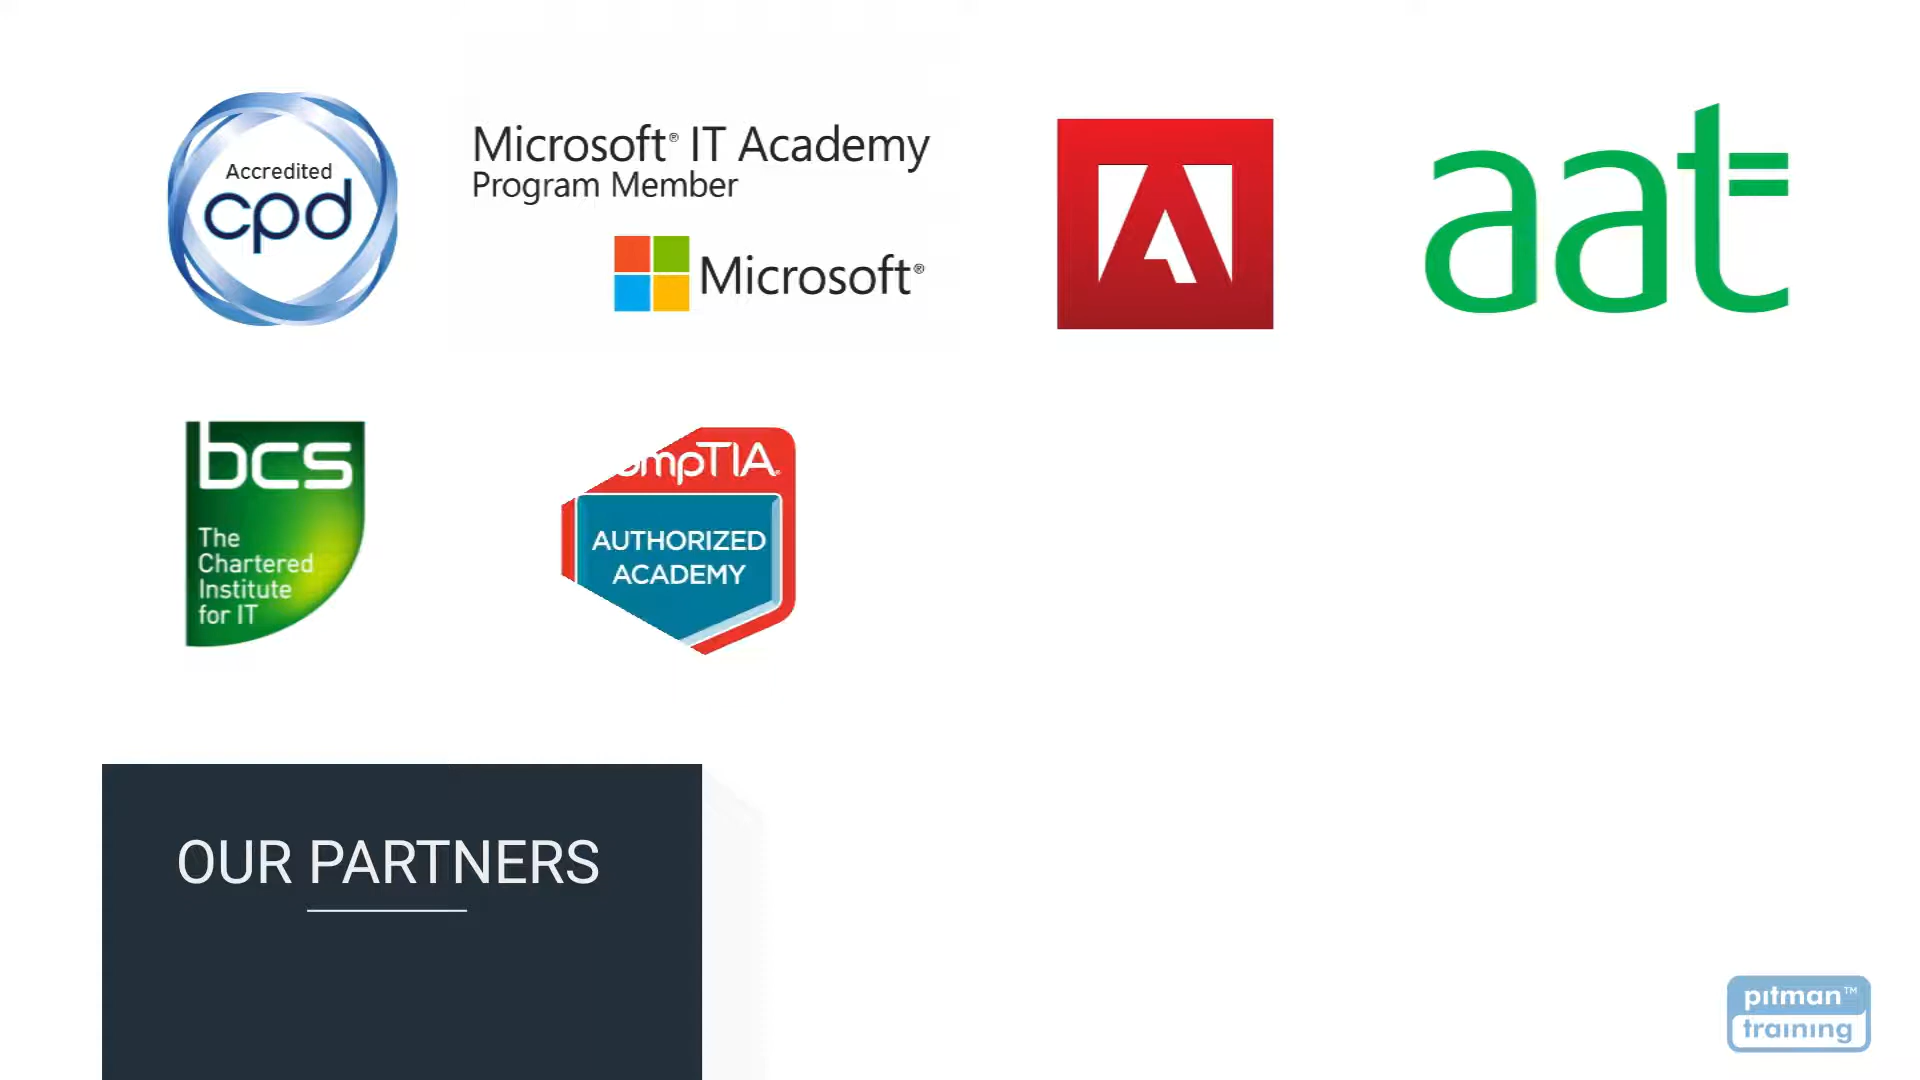 Accredited
cpd
Microsoft® IT Academy
Program Member
Microsoft®
aat
bcs
The
Chartered
Institute
for IT
ompTIA.
AUTHORIZED
ACADEMY
OUR PARTNERS
pitman™
training